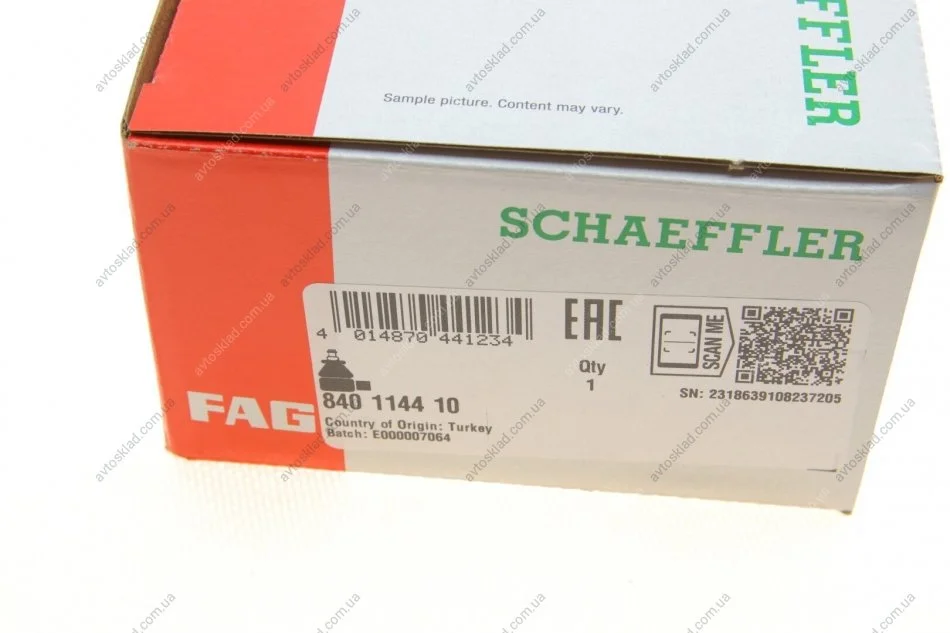 SCHAEFFLER
Sample picture. Content may vary.
SCHAEFFLER
4 014870 441234
EAC
Qty
1
SCAN ME
SN: 2318639108237205
840 1144 10
Country of Origin: Turkey
Batch: E000007064
FAG
avtosklad.com.ua